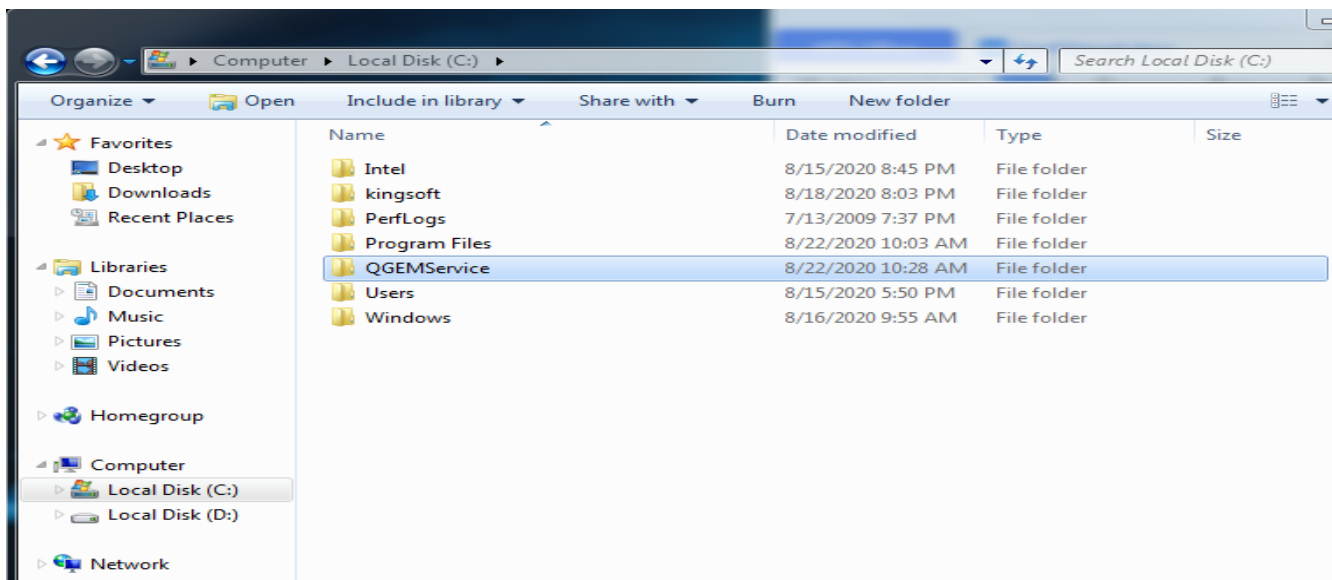 Computer Local Disk (C:) Search Local Disk (C:)
Organize Open Include in library Share with Burn New folder
Name Date modified Type Size
Favorites
Desktop
Downloads
Recent Places
Libraries
Documents
Music
Pictures
Videos
Homegroup
Computer
Local Disk (C:)
Local Disk (D:)
Network
Intel 8/15/2020 8:45 PM File folder
kingsoft 8/18/2020 8:03 PM File folder
PerfLogs 7/13/2009 7:37 PM File folder
Program Files 8/22/2020 10:03 AM File folder
QGEMService 8/22/2020 10:28 AM File folder
Users 8/15/2020 5:50 PM File folder
Windows 8/16/2020 9:55 AM File folder